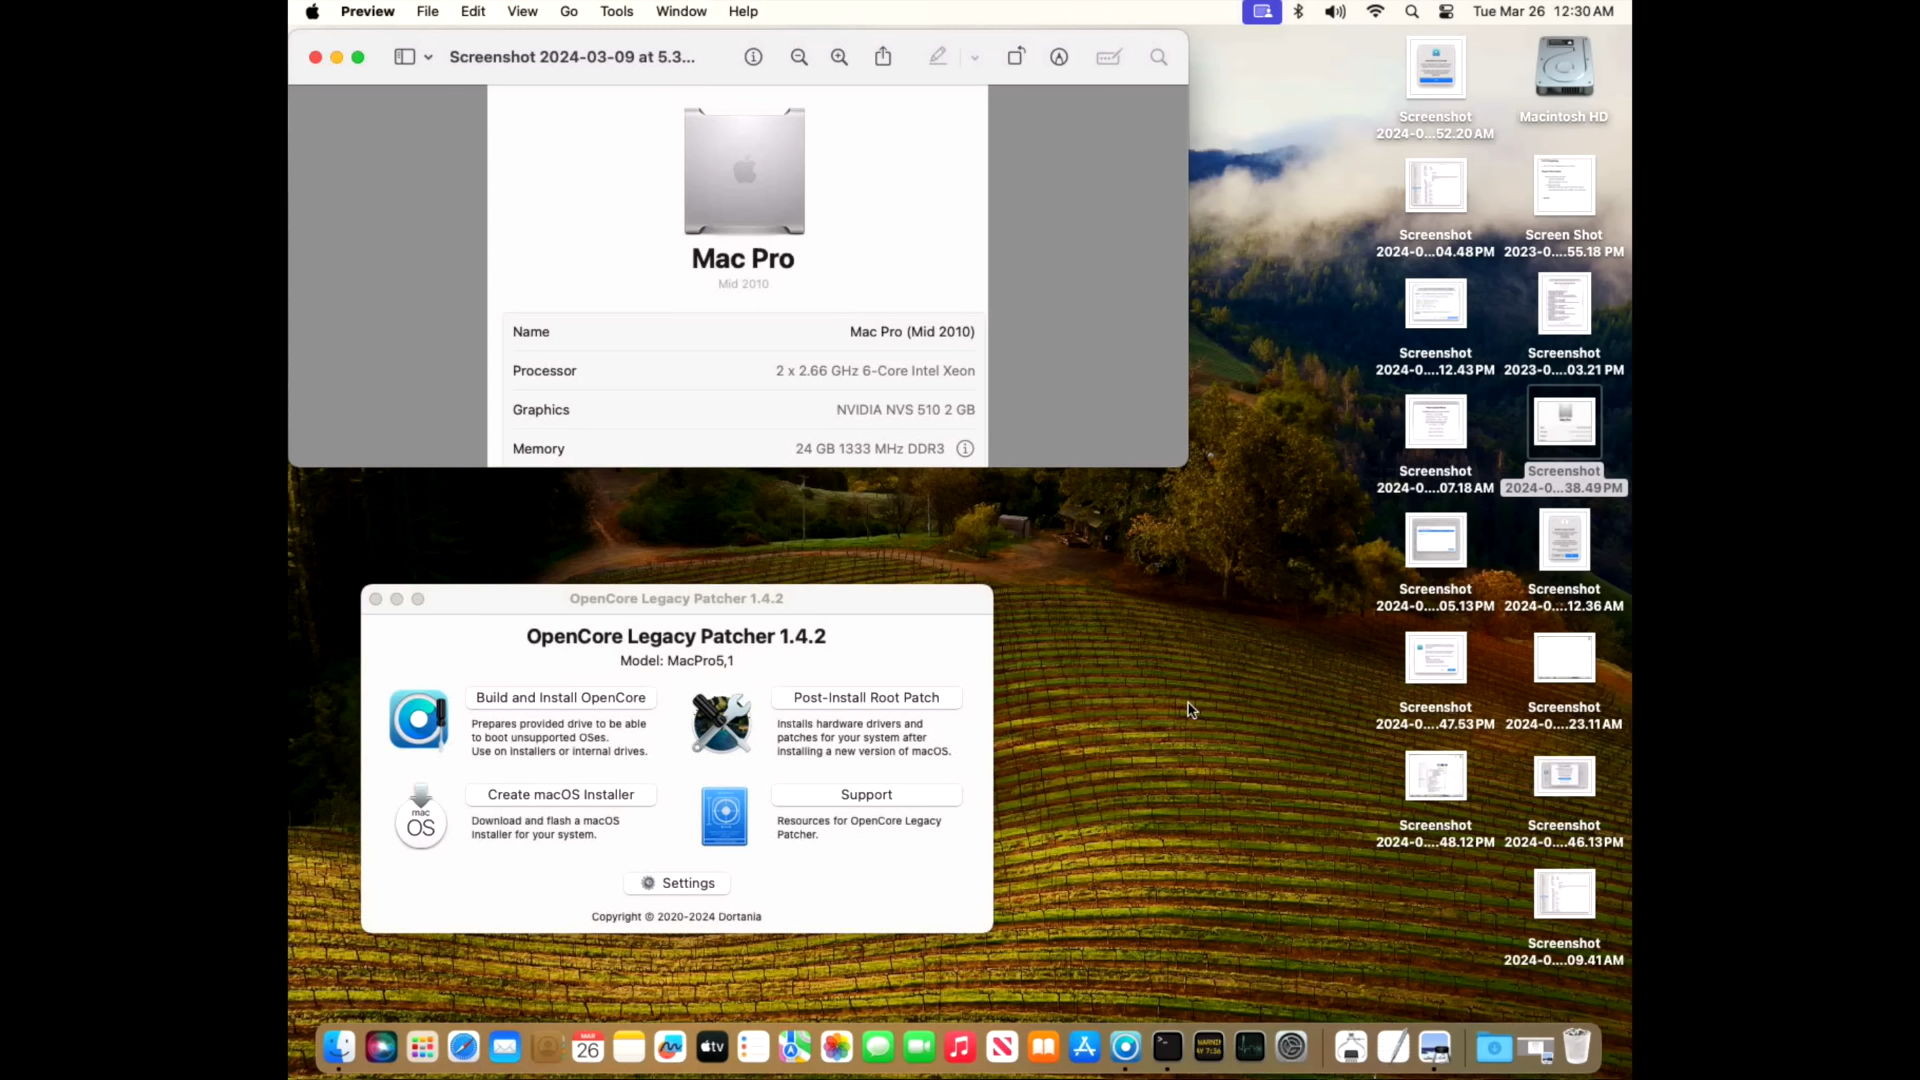 Preview File Edit View Go Tools Window Help
Tue Mar 26 12:30 AM
Screenshot 2024-03-09 at 5.3...
Mac Pro
Mid 2010
Name Mac Pro (Mid 2010)
Processor 2 x 2.66 GHz 6-Core Intel Xeon
Graphics NVIDIA NVS 510 2 GB
Memory 24 GB 1333 MHz DDR3
Screenshot
2024-0...52.20 AM
Macintosh HD
Screenshot
2024-0....04.48 PM
Screen Shot
2023-0....55.18 PM
Screenshot
2024-0....12.43 PM
Screenshot
2023-0....03.21 PM
Screenshot
2024-0....07.18 AM
Screenshot
2024-0...38.49 PM
Screenshot
2024-0....05.13 PM
Screenshot
2024-0....12.36 AM
Screenshot
2024-0....47.53 PM
Screenshot
2024-0....23.11 AM
Screenshot
2024-0....48.12 PM
Screenshot
2024-0....46.13 PM
Screenshot
2024-0....09.41 AM
OpenCore Legacy Patcher 1.4.2
OpenCore Legacy Patcher 1.4.2
Model: MacPro5,1
Build and Install OpenCore
Prepares provided drive to be able
to boot unsupported OSes.
Use on installers or internal drives.
Post-Install Root Patch
Installs hardware drivers and
patches for your system after
installing a new version of macOS.
mac
OS
Create macOS Installer
Download and flash a macOS
Installer for your system.
Support
Resources for OpenCore Legacy
Patcher.
Settings
Copyright © 2020-2024 Dortania
MAR
26
tv